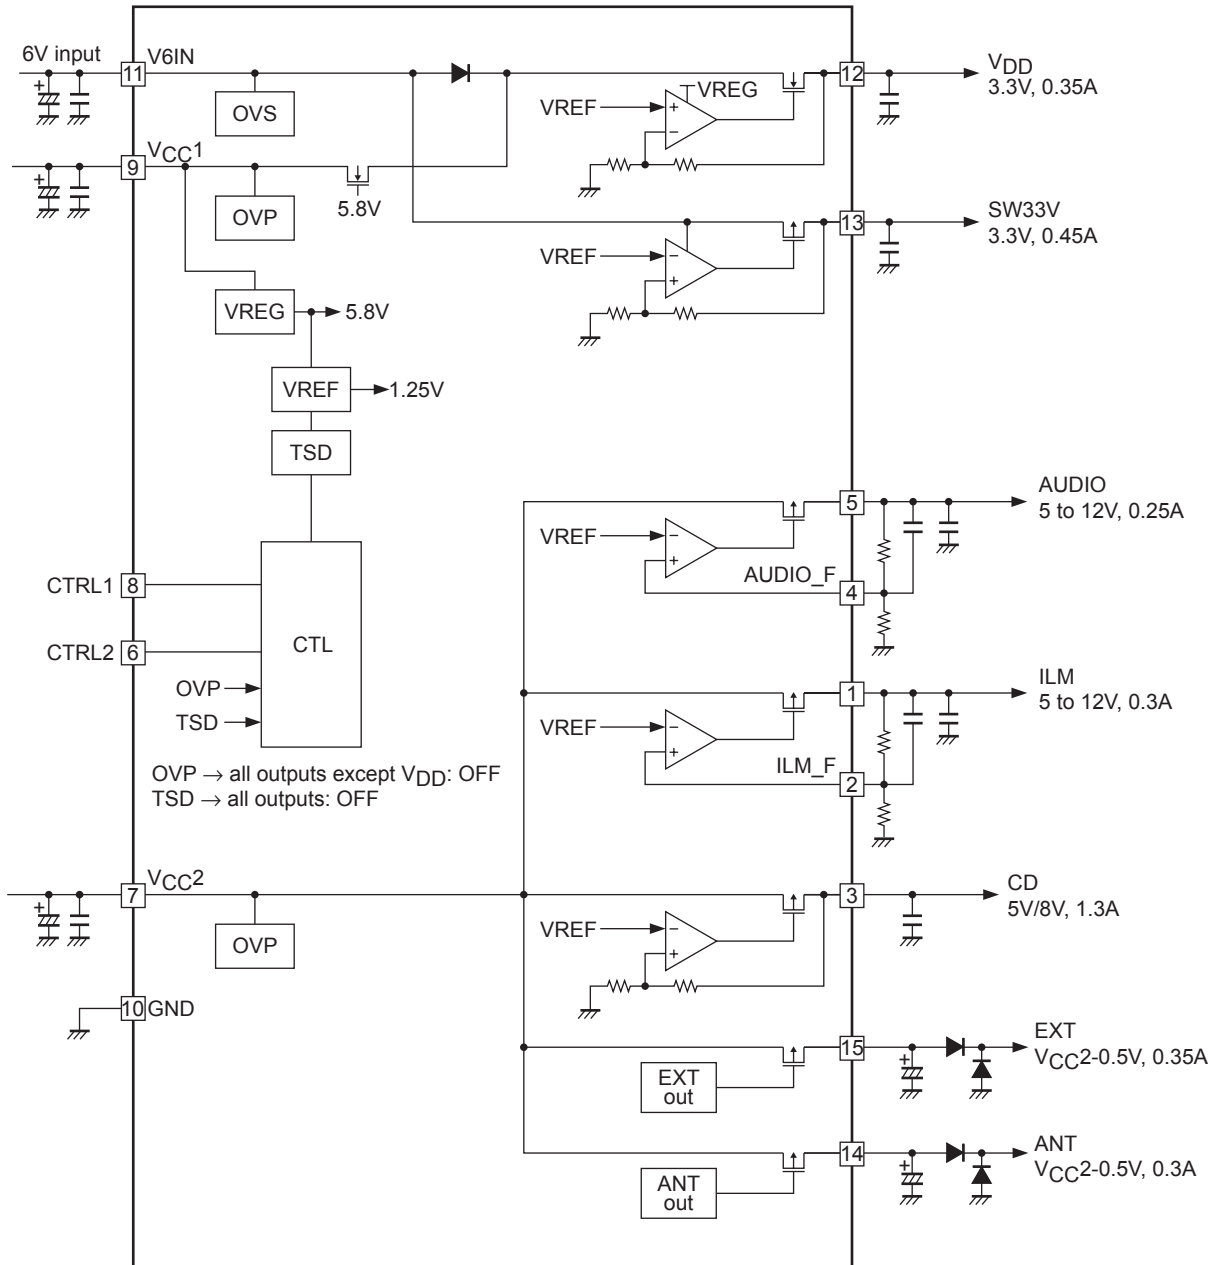 6V input
11
V6IN
OVS
VREF
+
−
VREG
12
VDD
3.3V, 0.35A
9
VCC1
OVP
5.8V
VREF
−
+
13
SW33V
3.3V, 0.45A
VREG
5.8V
VREF
1.25V
TSD
VREF
−
+
5
AUDIO
5 to 12V, 0.25A
AUDIO_F
4
CTRL1
8
CTRL2
6
CTL
OVP
TSD
OVP → all outputs except VDD: OFF
TSD → all outputs: OFF
VREF
−
+
1
ILM
5 to 12V, 0.3A
ILM_F
2
7
VCC2
OVP
VREF
−
+
3
CD
5V/8V, 1.3A
10
GND
EXT
out
15
EXT
VCC2-0.5V, 0.35A
ANT
out
14
ANT
VCC2-0.5V, 0.3A
+
+
+
+
+